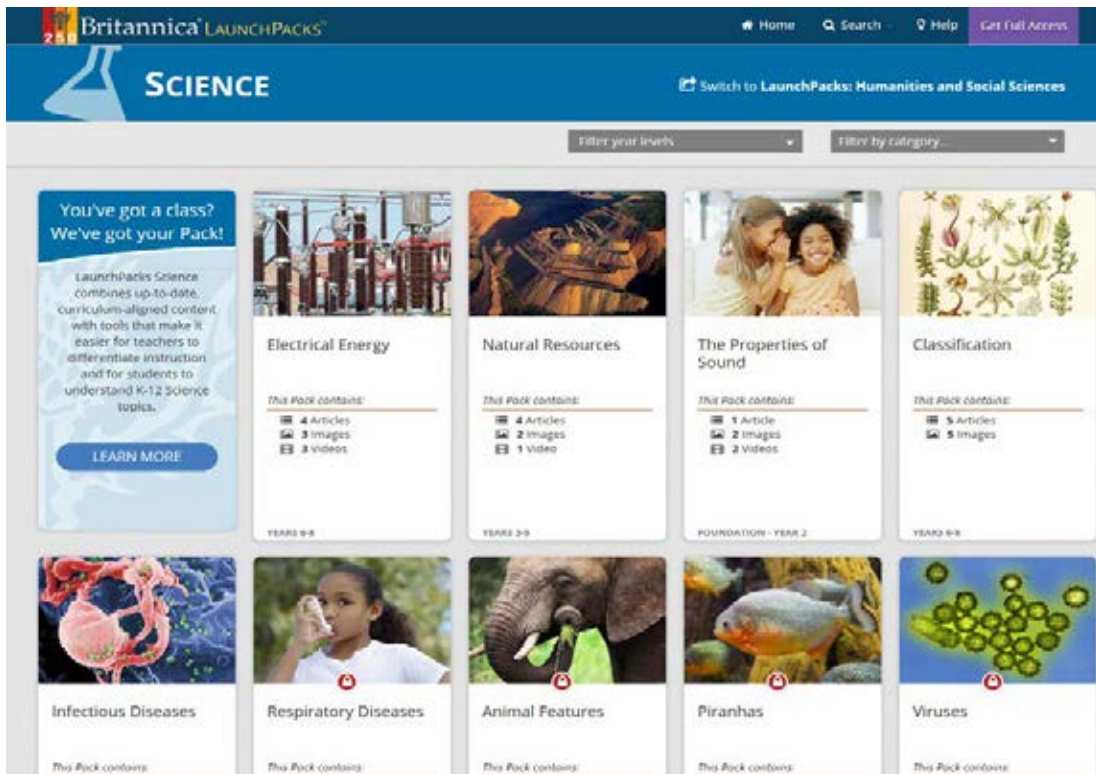 250 Britannica® LAUNCHPACKS™
Home Search Help Get Full Access
SCIENCE
Switch to LaunchPacks: Humanities and Social Sciences
Filter year levels Filter by category...
You've got a class?
We've got your Pack!
LaunchPacks Science
combines up-to-date,
curriculum-aligned content
with tools that make it
easier for teachers to
differentiate instruction
and for students to
understand K-12 Science
topics.
LEARN MORE
Electrical Energy
This Pack contains:
4 Articles
3 Images
3 Videos
Natural Resources
This Pack contains:
4 Articles
2 Images
1 Video
YEARS 3-5
The Properties of
Sound
This Pack contains:
1 Article
2 Images
2 Videos
FOUNDATION - YEAR 2
Classification
This Pack contains:
5 Articles
5 Images
Infectious Diseases
This Pack contains:
Respiratory Diseases
This Pack contains:
Animal Features
This Pack contains:
Piranhas
This Pack contains:
Viruses
This Pack contains: